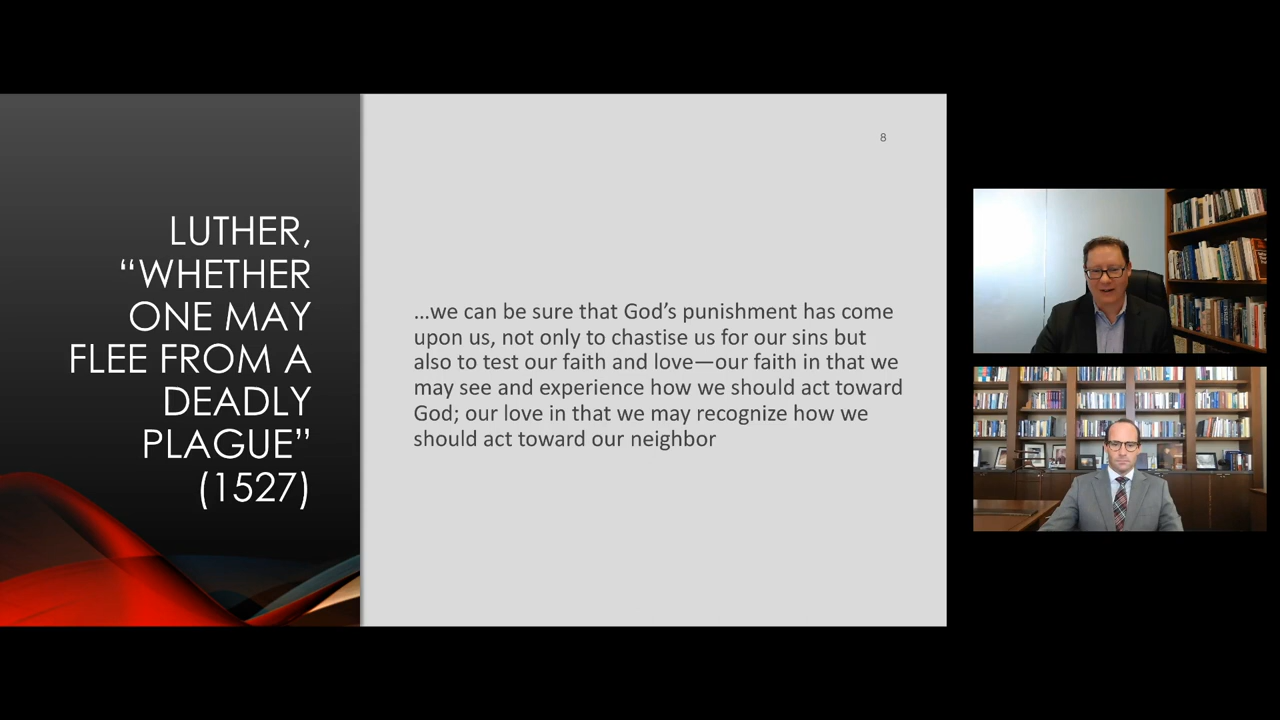 LUTHER,
“WHETHER
ONE MAY
FLEE FROM A
DEADLY
PLAGUE”
(1527)
8
...we can be sure that God’s punishment has come
upon us, not only to chastise us for our sins but
also to test our faith and love—our faith in that we
may see and experience how we should act toward
God; our love in that we may recognize how we
should act toward our neighbor